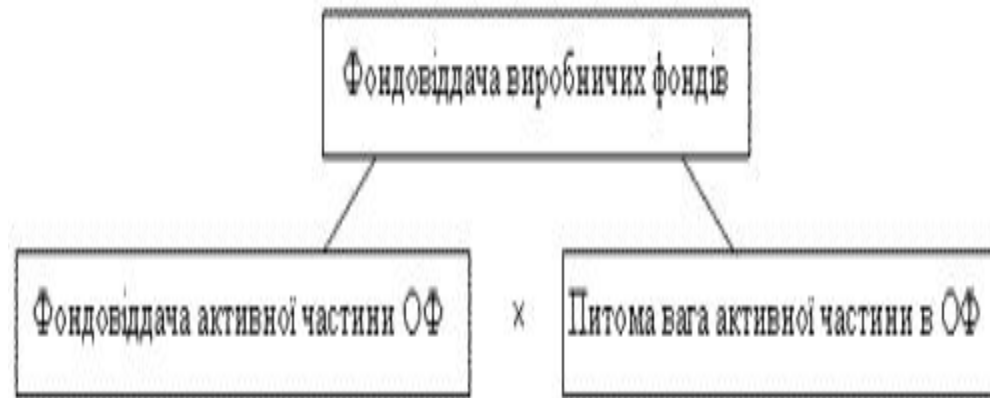 Фондовіддача виробничих фондів
Фондовіддача активної частини ОФ х Питома вага активної частини в ОФ